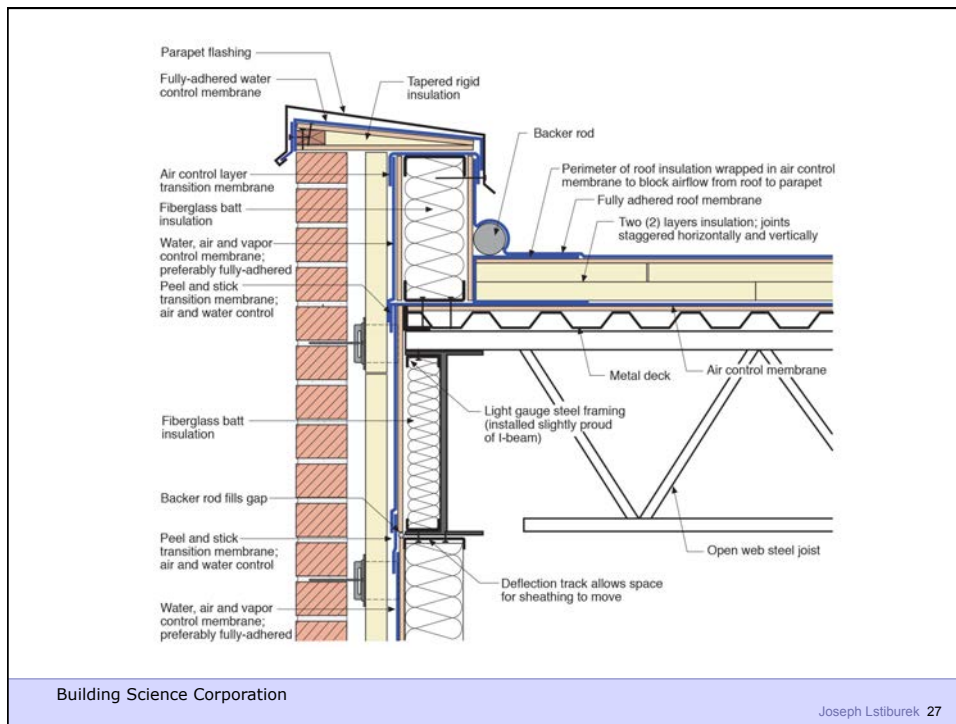 Parapet flashing
Fully-adhered water
control membrane
Tapered rigid
insulation
Backer rod
Air control layer
transition membrane
Perimeter of roof insulation wrapped in air control
membrane to block airflow from roof to parapet
Fully adhered roof membrane
Fiberglass batt
insulation
Two (2) layers insulation; joints
staggered horizontally and vertically
Water, air and vapor
control membrane;
preferably fully-adhered
Peel and stick
transition membrane;
air and water control
Metal deck
Air control membrane
Light gauge steel framing
(installed slightly proud
of I-beam)
Fiberglass batt
insulation
Backer rod fills gap
Peel and stick
transition membrane;
air and water control
Open web steel joist
Deflection track allows space
for sheathing to move
Water, air and vapor
control membrane;
preferably fully-adhered
Building Science Corporation
Joseph Lstiburek 27